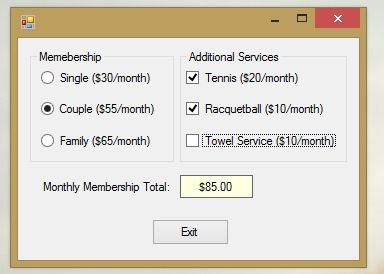 Memebership
Single ($30/month)
Couple ($55/month)
Family ($65/month)
Additional Services
Tennis ($20/month)
Racquetball ($10/month)
Towel Service ($10/month)
Monthly Membership Total: $85.00
Exit